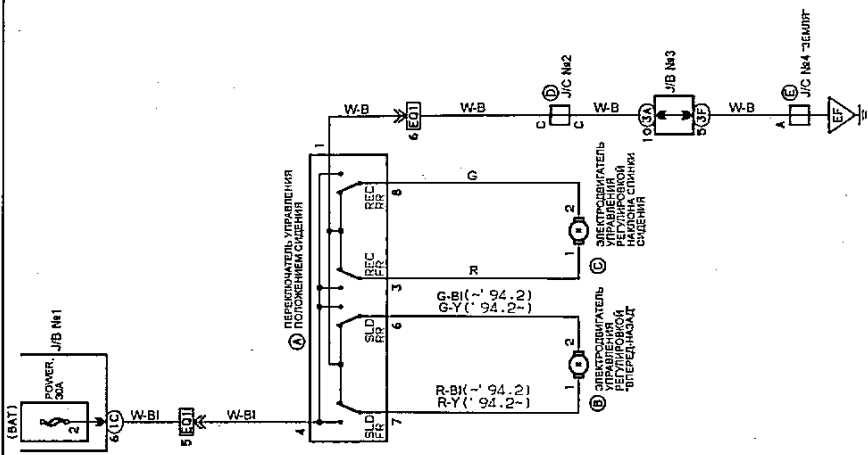 (BAT)
J/B №1
POWER.
30A
2
6 (1C)
W-Bl
5 EQ1
W-Bl
4
A ПЕРЕКЛЮЧАТЕЛЬ УПРАВЛЕНИЯ
ПОЛОЖЕНИЕМ СИДЕНИЯ
1
SLD
FR
SLD
RR
REC
FR
REC
RR
7
6
3
8
R-Bl(~' 94.2)
R-Y(' 94.2~)
G-Bl(~' 94.2)
G-Y(' 94.2~)
R
G
1
2
B ЭЛЕКТРОДВИГАТЕЛЬ
УПРАВЛЕНИЯ
РЕГУЛИРОВКОЙ
"ВПЕРЕД-НАЗАД"
1
2
C ЭЛЕКТРОДВИГАТЕЛЬ
УПРАВЛЕНИЯ
РЕГУЛИРОВКОЙ
НАКЛОНА СПИНКИ
СИДЕНИЯ
W-B
6 EQ1
W-B
C
D J/C №2
C
W-B
10 (3A)
J/B №3
5 (3F)
W-B
A
E J/C №4 "ЗЕМЛЯ"
EF